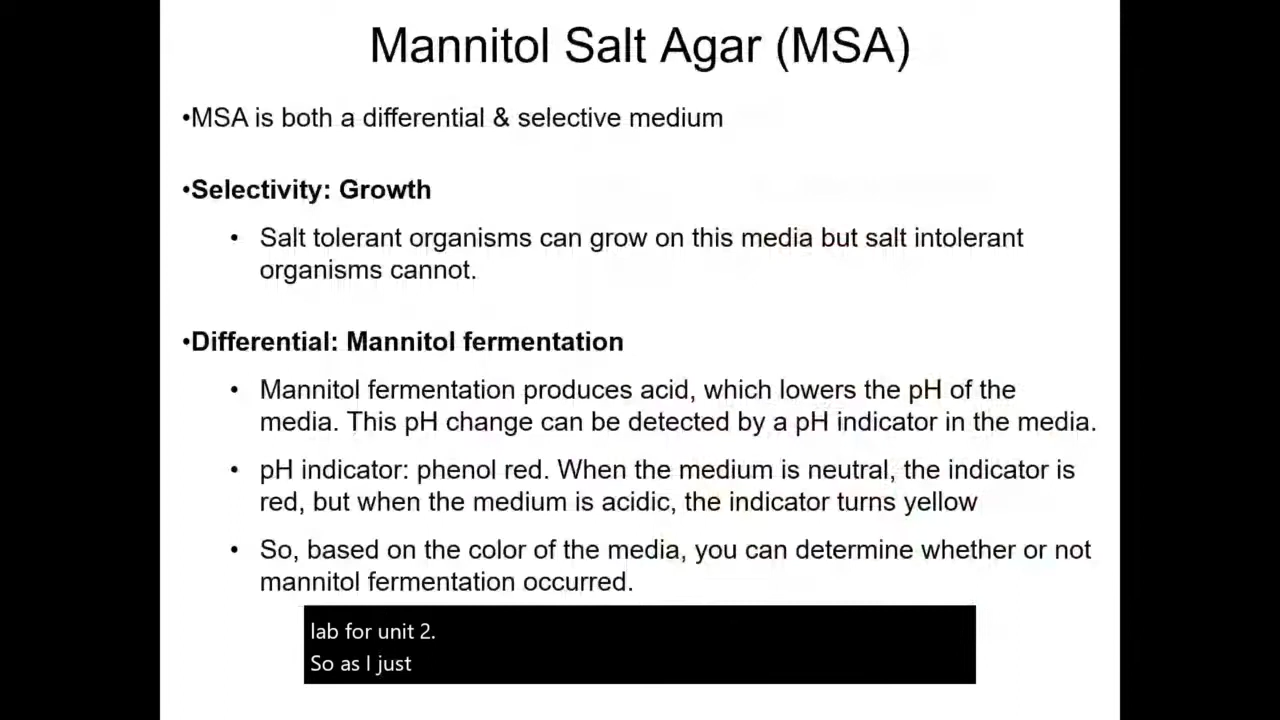 Mannitol Salt Agar (MSA)
•MSA is both a differential & selective medium
•Selectivity: Growth
• Salt tolerant organisms can grow on this media but salt intolerant
organisms cannot.
•Differential: Mannitol fermentation
• Mannitol fermentation produces acid, which lowers the pH of the
media. This pH change can be detected by a pH indicator in the media.
• pH indicator: phenol red. When the medium is neutral, the indicator is
red, but when the medium is acidic, the indicator turns yellow
• So, based on the color of the media, you can determine whether or not
mannitol fermentation occurred.
lab for unit 2.
So as I just